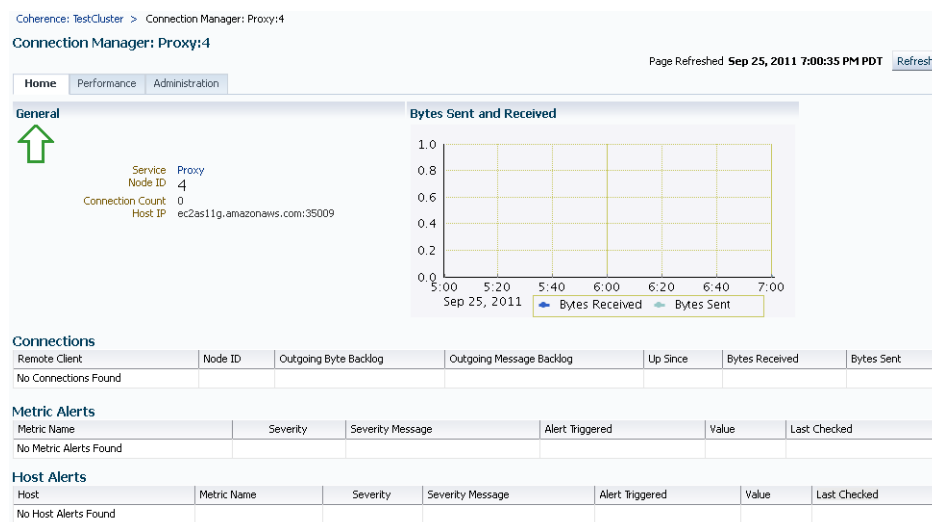 Coherence: TestCluster > Connection Manager: Proxy:4
Connection Manager: Proxy:4
Page Refreshed Sep 25, 2011 7:00:35 PM PDT Refresh
Home Performance Administration
General
Service Proxy
Node ID 4
Connection Count 0
Host IP ec2as11g.amazonaws.com:35009
Bytes Sent and Received
1.0
0.8
0.6
0.4
0.2
0.0
5:00 5:20 5:40 6:00 6:20 6:40 7:00
Sep 25, 2011
Bytes Received Bytes Sent
Connections
Remote Client Node ID Outgoing Byte Backlog Outgoing Message Backlog Up Since Bytes Received Bytes Sent
No Connections Found
Metric Alerts
Metric Name Severity Severity Message Alert Triggered Value Last Checked
No Metric Alerts Found
Host Alerts
Host Metric Name Severity Severity Message Alert Triggered Value Last Checked
No Host Alerts Found